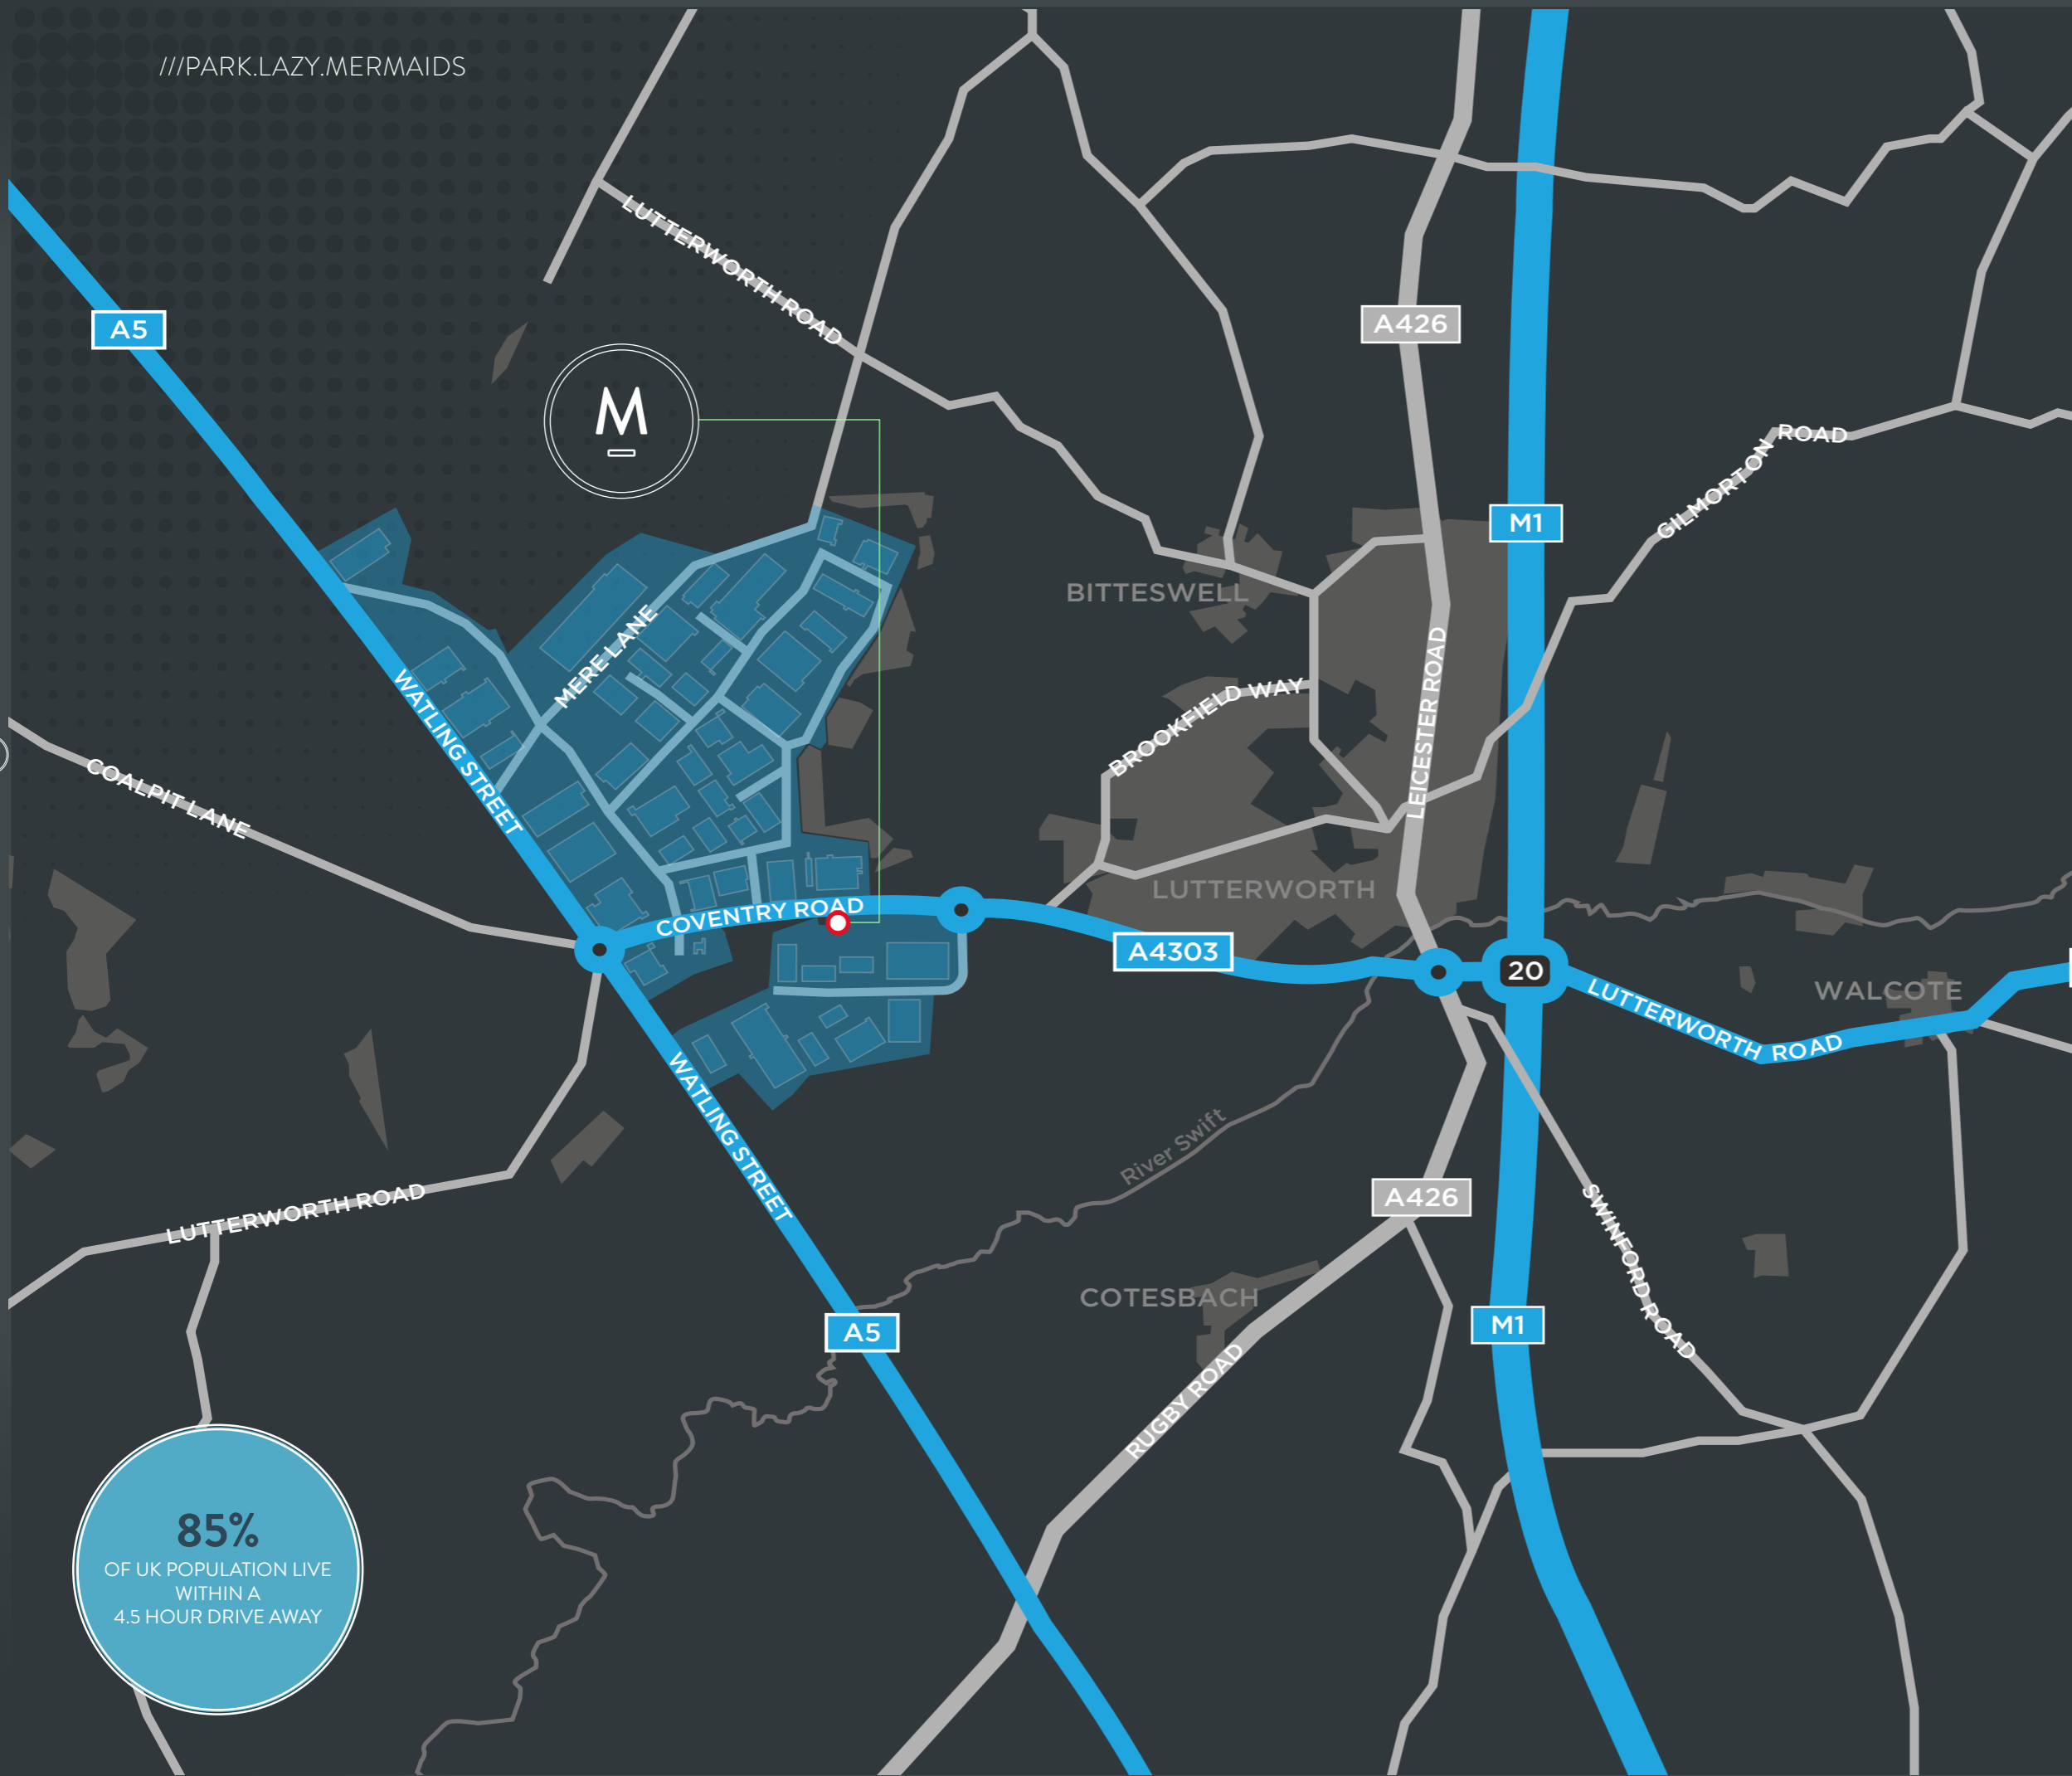 ///PARK.LAZY.MERMAIDS
LUTTERWORTH ROAD
A5
A426
M
M1
GILMORTON ROAD
BITTESWELL
MERE LANE
LEICESTER ROAD
BROOKFIELD WAY
WATLING STREET
COALPIT LANE
LUTTERWORTH
COVENTRY ROAD
A4303
20
WALCOTE
LUTTERWORTH ROAD
WATLING STREET
River Swift
A426
LUTTERWORTH ROAD
SWINFORD ROAD
COTESBACH
M1
A5
RUGBY ROAD
85%
OF UK POPULATION LIVE
WITHIN A
4.5 HOUR DRIVE AWAY